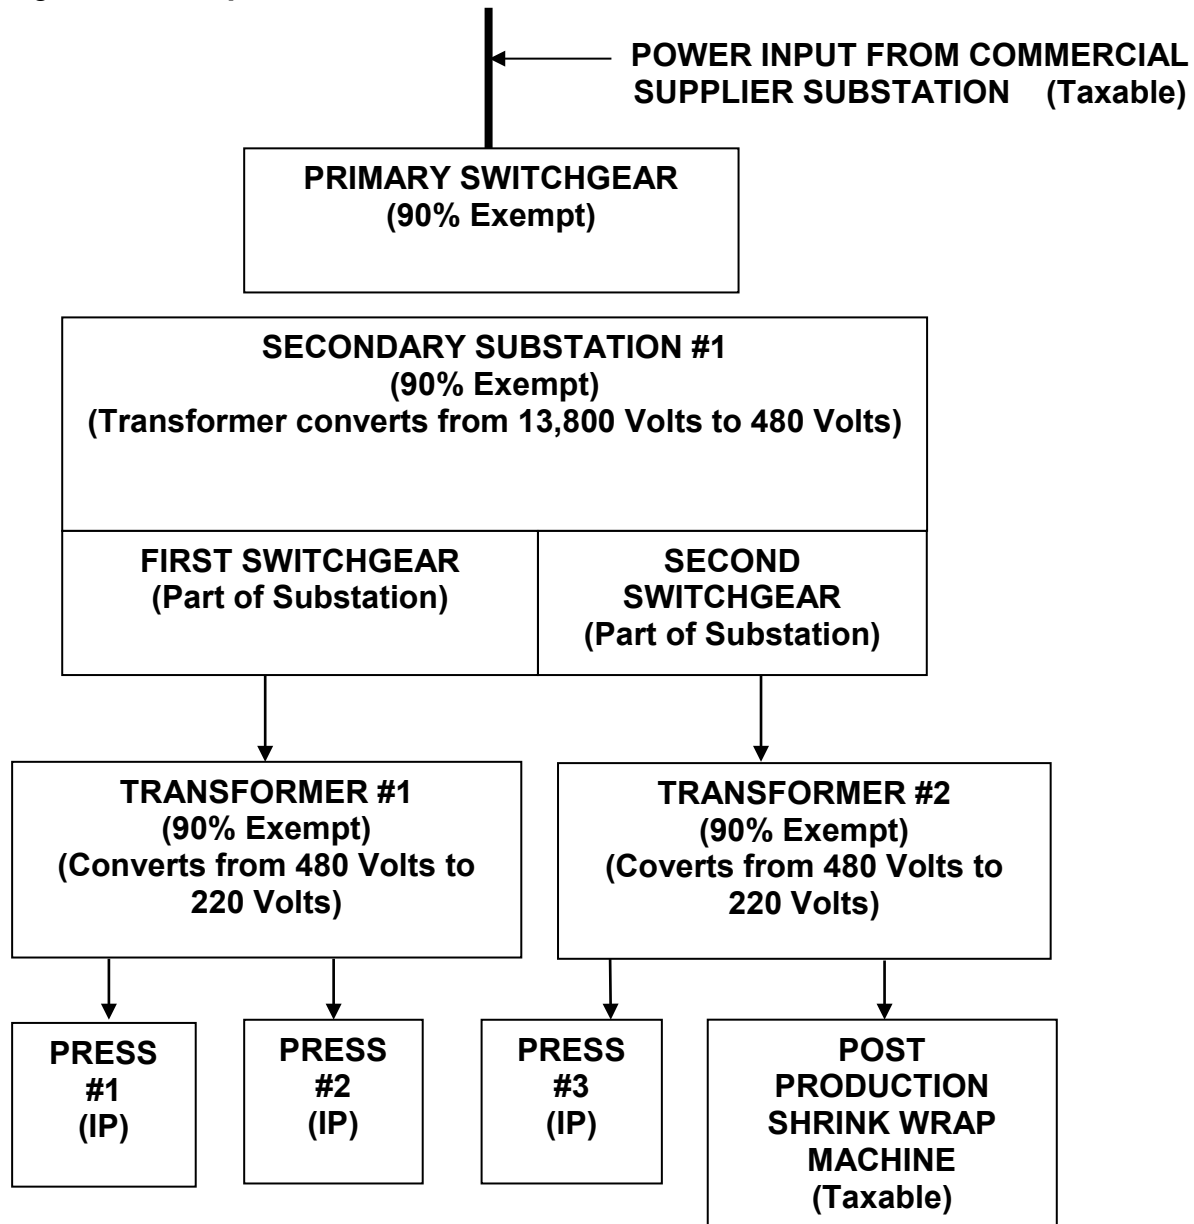 POWER INPUT FROM COMMERCIAL
SUPPLIER SUBSTATION (Taxable)
PRIMARY SWITCHGEAR
(90% Exempt)
SECONDARY SUBSTATION #1
(90% Exempt)
(Transformer converts from 13,800 Volts to 480 Volts)
FIRST SWITCHGEAR
(Part of Substation)
SECOND
SWITCHGEAR
(Part of Substation)
TRANSFORMER #1
(90% Exempt)
(Converts from 480 Volts to
220 Volts)
TRANSFORMER #2
(90% Exempt)
(Coverts from 480 Volts to
220 Volts)
PRESS
#1
(IP)
PRESS
#2
(IP)
PRESS
#3
(IP)
POST
PRODUCTION
SHRINK WRAP
MACHINE
(Taxable)